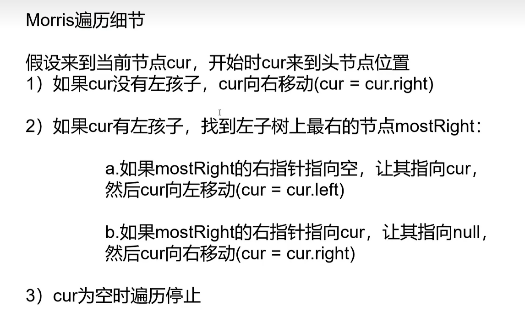 Morris遍历细节
假设来到当前节点cur，开始时cur来到头节点位置
1）如果cur没有左孩子，cur向右移动(cur = cur.right)
2）如果cur有左孩子，找到左子树上最右的节点mostRight：
a.如果mostRight的右指针指向空，让其指向cur，
然后cur向左移动(cur = cur.left)
b.如果mostRight的右指针指向cur，让其指向null，
然后cur向右移动(cur = cur.right)
3）cur为空时遍历停止